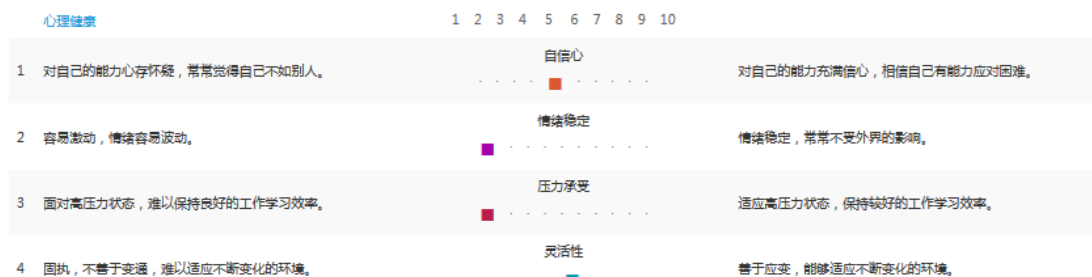 心理健康 1 2 3 4 5 6 7 8 9 10
自信心
1 对自己的能力心存怀疑，常常觉得自己不如别人。 对自己的能力充满信心，相信自己有能力应对困难。
情绪稳定
2 容易激动，情绪容易波动。 情绪稳定，常常不受外界的影响。
压力承受
3 面对高压力状态，难以保持良好的工作学习效率。 适应高压力状态，保持较好的工作学习效率。
灵活性
4 固执，不善于变通，难以适应不断变化的环境。 善于应变，能够适应不断变化的环境。